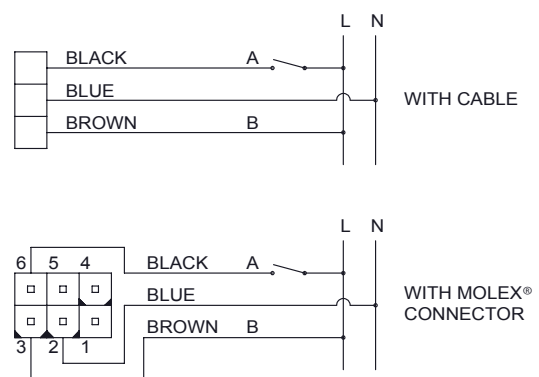 L N
BLACK A
BLUE
WITH CABLE
BROWN B
L N
6 5 4
BLACK A
BLUE
WITH MOLEX®
CONNECTOR
BROWN B
3 2 1